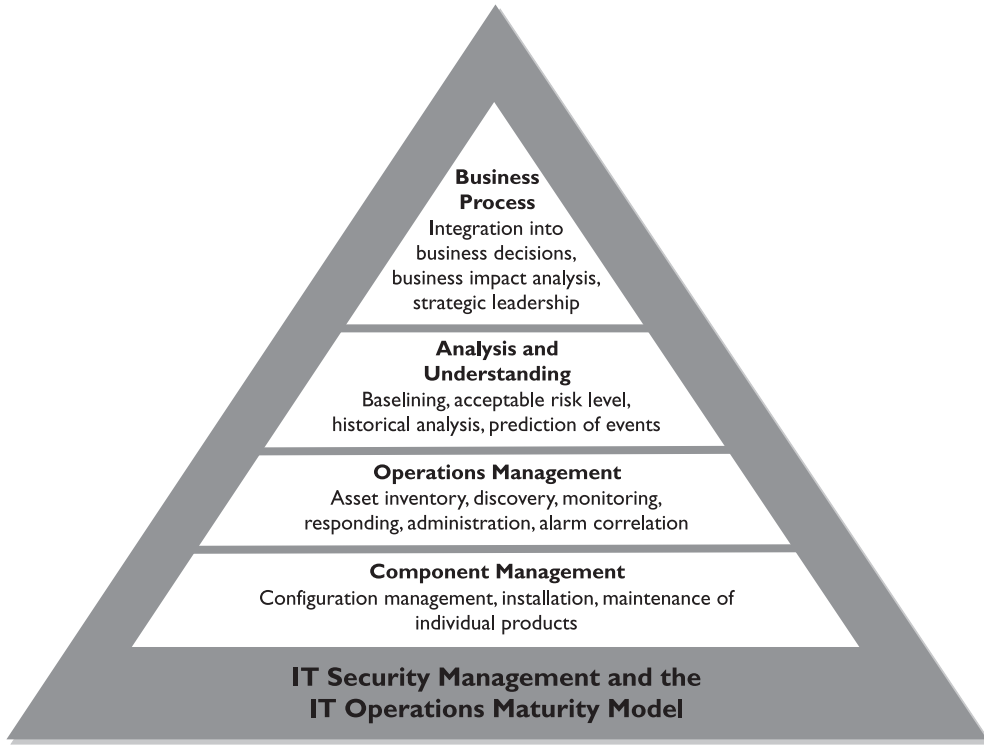 Business
Process
Integration into
business decisions,
business impact analysis,
strategic leadership
Analysis and
Understanding
Baselining, acceptable risk level,
historical analysis, prediction of events
Operations Management
Asset inventory, discovery, monitoring,
responding, administration, alarm correlation
Component Management
Configuration management, installation, maintenance of
individual products
IT Security Management and the
IT Operations Maturity Model